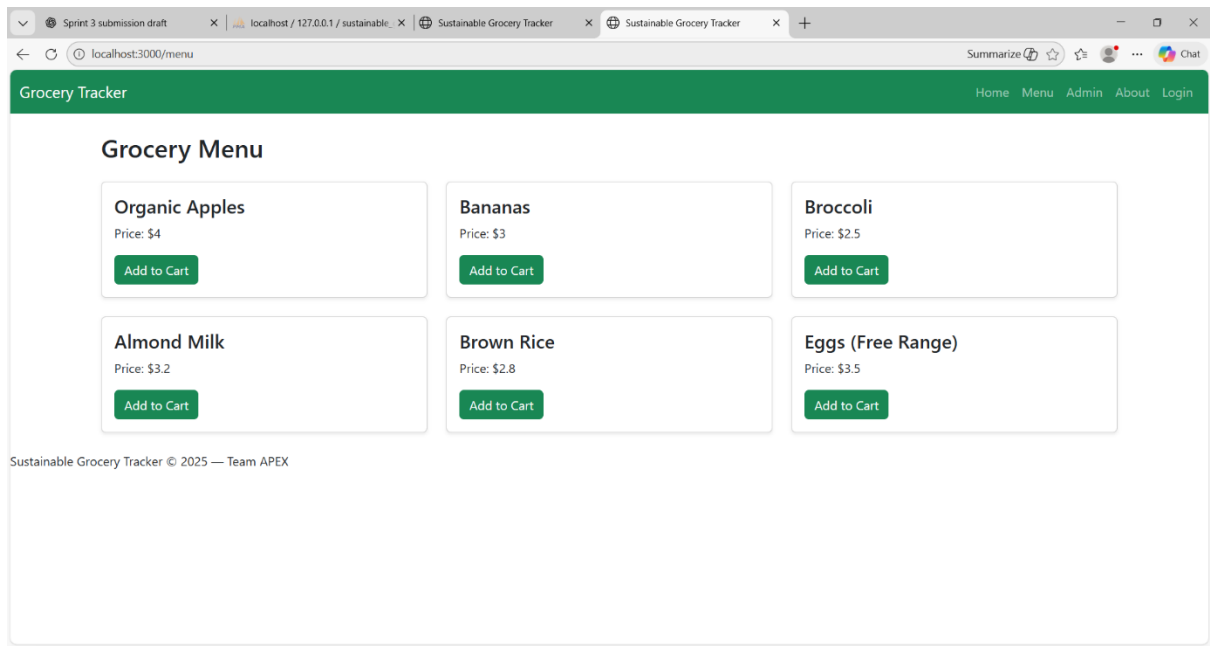 Sprint 3 submission draft
localhost / 127.0.0.1 / sustainable_
Sustainable Grocery Tracker
Sustainable Grocery Tracker
localhost:3000/menu
Summarize
Chat
Grocery Tracker
Home Menu Admin About Login
Grocery Menu
Organic Apples
Price: $4
Add to Cart
Bananas
Price: $3
Add to Cart
Broccoli
Price: $2.5
Add to Cart
Almond Milk
Price: $3.2
Add to Cart
Brown Rice
Price: $2.8
Add to Cart
Eggs (Free Range)
Price: $3.5
Add to Cart
Sustainable Grocery Tracker © 2025 — Team APEX